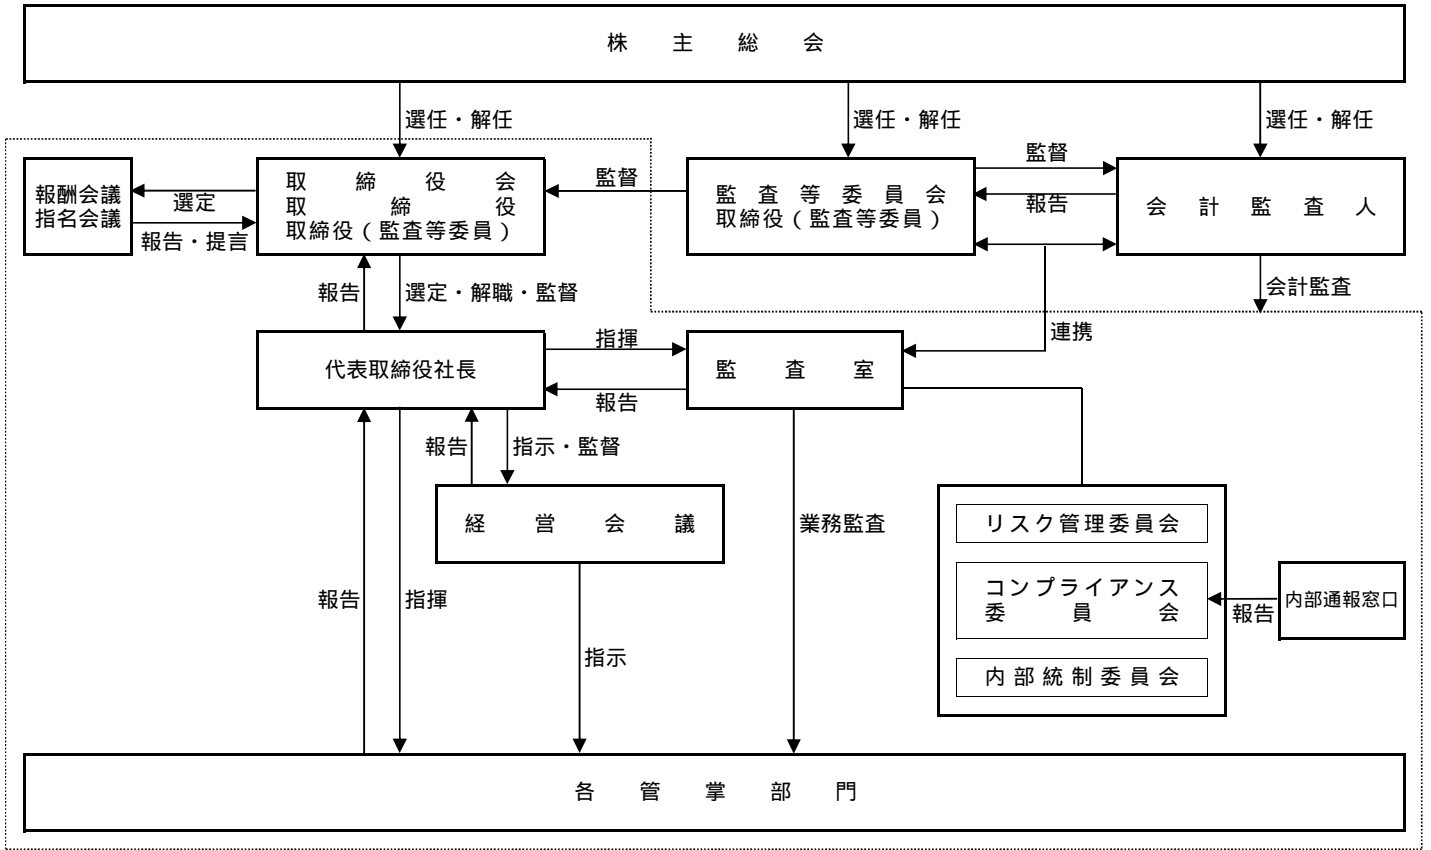 株主総会
選任・解任
選任・解任
選任・解任
報酬会議
指名会議
選定
報告・提言
取締役会
取締役
取締役（監査等委員）
監督
監査等委員会
取締役（監査等委員）
監督
報告
会計監査人
報告
選定・解職・監督
会計監査
連携
代表取締役社長
指揮
報告
監査室
報告
指示・監督
経営会議
業務監査
リスク管理委員会
コンプライアンス
委員会
内部統制委員会
報告
内部通報窓口
報告
指揮
指示
各管掌部門